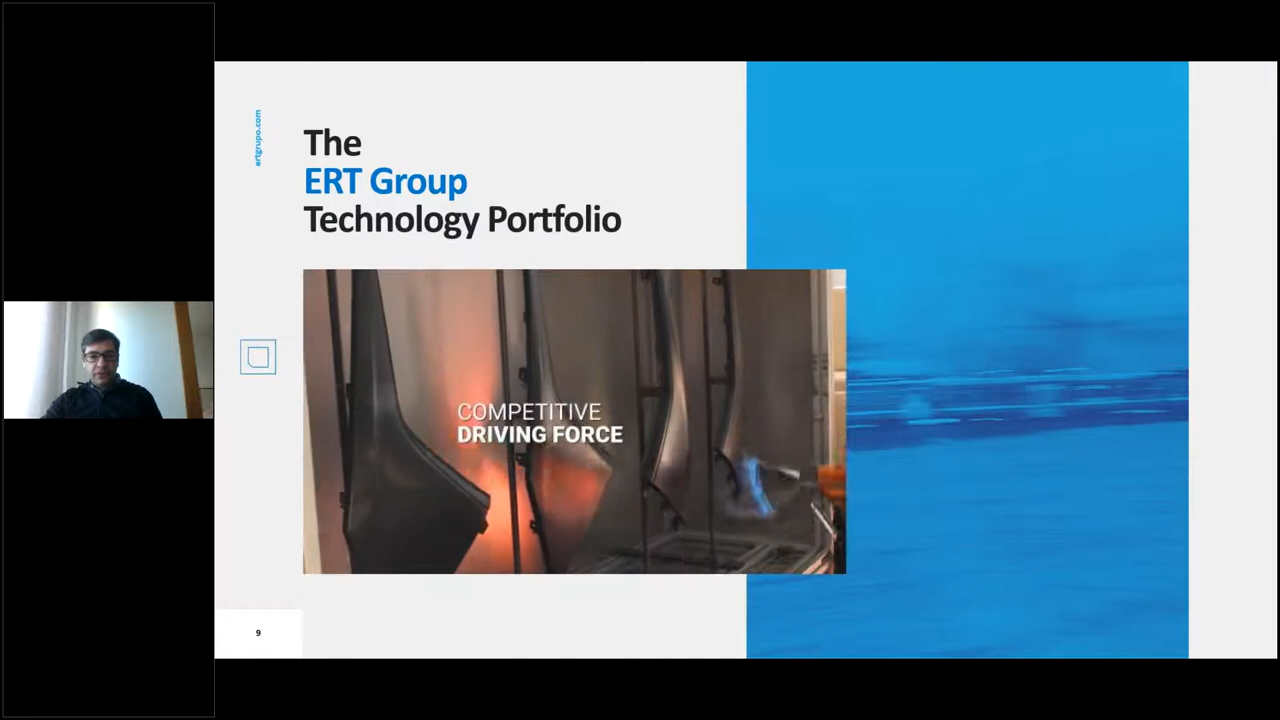 ertgrupo.com
The
ERT Group
Technology Portfolio
COMPETITIVE
DRIVING FORCE
9